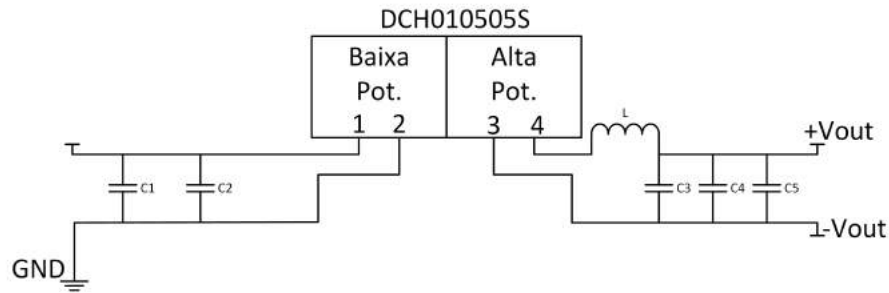 DCH010505S
Baixa Pot.
Alta Pot.
1 2
3 4
L
+Vout
C1
C2
C3
C4
C5
-Vout
GND